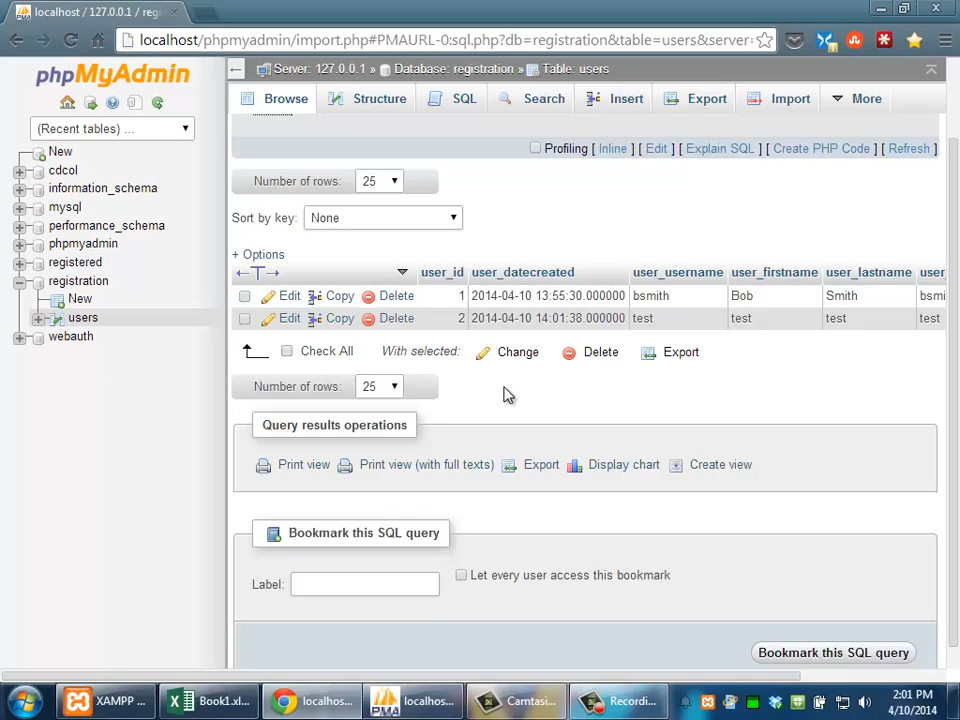 localhost / 127.0.0.1 / reg
localhost/phpmyadmin/import.php#PMAURL-0:sql.php?db=registration&table=users&server=
phpMyAdmin
(Recent tables) ...
New
cdcol
information_schema
mysql
performance_schema
phpmyadmin
registered
registration
New
users
webauth
Server: 127.0.0.1 » Database: registration » Table: users
Browse Structure SQL Search Insert Export Import More
Profiling [ Inline ] [ Edit ] [ Explain SQL ] [ Create PHP Code ] [ Refresh ]
Number of rows: 25
Sort by key: None
+ Options
user_id user_datecreated user_username user_firstname user_lastname user_
Edit Copy Delete 1 2014-04-10 13:55:30.000000 bsmith Bob Smith bsmi
Edit Copy Delete 2 2014-04-10 14:01:38.000000 test test test test
Check All With selected: Change Delete Export
Number of rows: 25
Query results operations
Print view Print view (with full texts) Export Display chart Create view
Bookmark this SQL query
Label: Let every user access this bookmark
Bookmark this SQL query
XAMPP ... Book1.xl... localhos... localhos... Camtasi... Recordi...
2:01 PM
4/10/2014